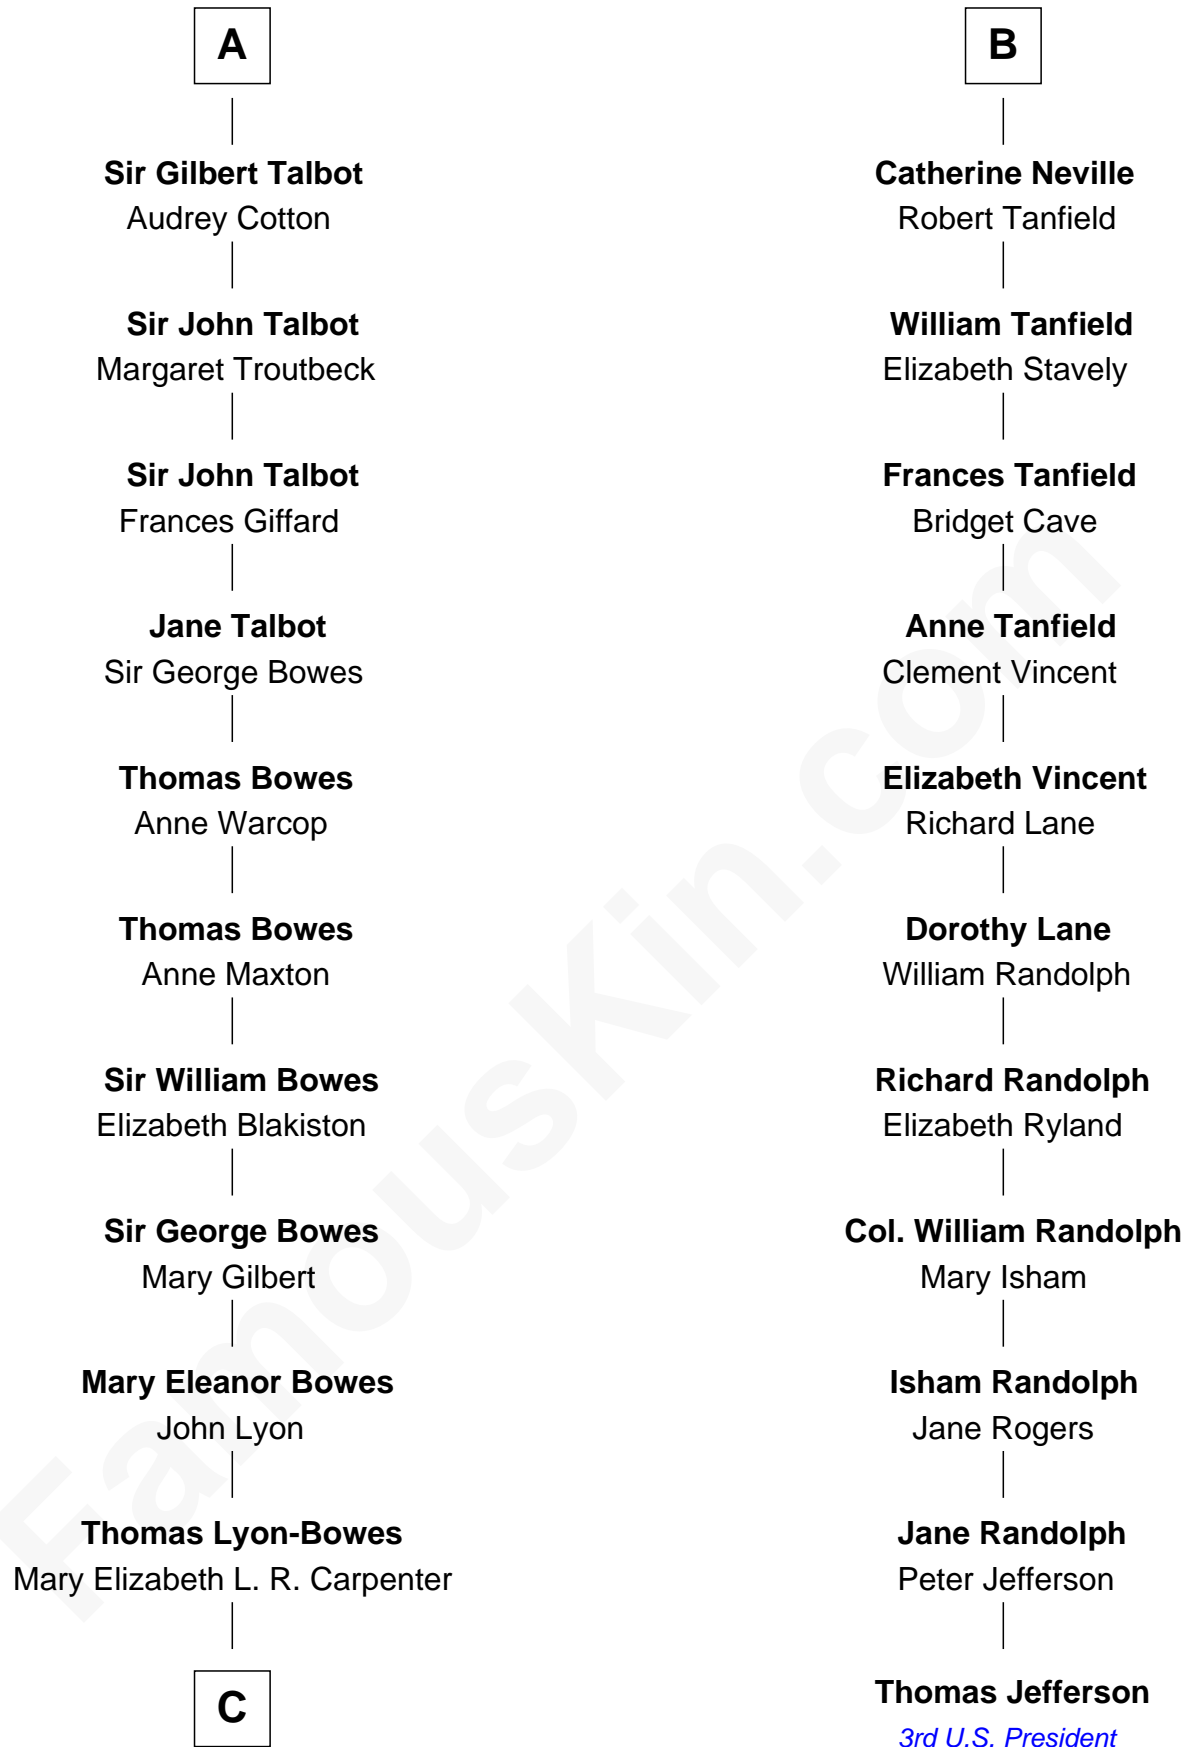 A
Sir Gilbert Talbot
Audrey Cotton
Sir John Talbot
Margaret Troutbeck
Sir John Talbot
Frances Giffard
Jane Talbot
Sir George Bowes
Thomas Bowes
Anne Warcop
Thomas Bowes
Anne Maxton
Sir William Bowes
Elizabeth Blakiston
Sir George Bowes
Mary Gilbert
Mary Eleanor Bowes
John Lyon
Thomas Lyon-Bowes
Mary Elizabeth L. R. Carpenter
C
B
Catherine Neville
Robert Tanfield
William Tanfield
Elizabeth Stavely
Frances Tanfield
Bridget Cave
Anne Tanfield
Clement Vincent
Elizabeth Vincent
Richard Lane
Dorothy Lane
William Randolph
Richard Randolph
Elizabeth Ryland
Col. William Randolph
Mary Isham
Isham Randolph
Jane Rogers
Jane Randolph
Peter Jefferson
Thomas Jefferson
3rd U.S. President
FamousKin.com